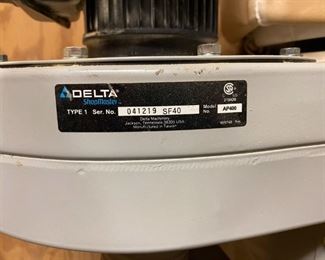 DELTA
ShopMaster
TYPE 1 Ser. No. 041219 SF40 Model No. AP400
Delta Machinery
Jackson, Tennessee 38305 USA
Manufactured in Taiwan